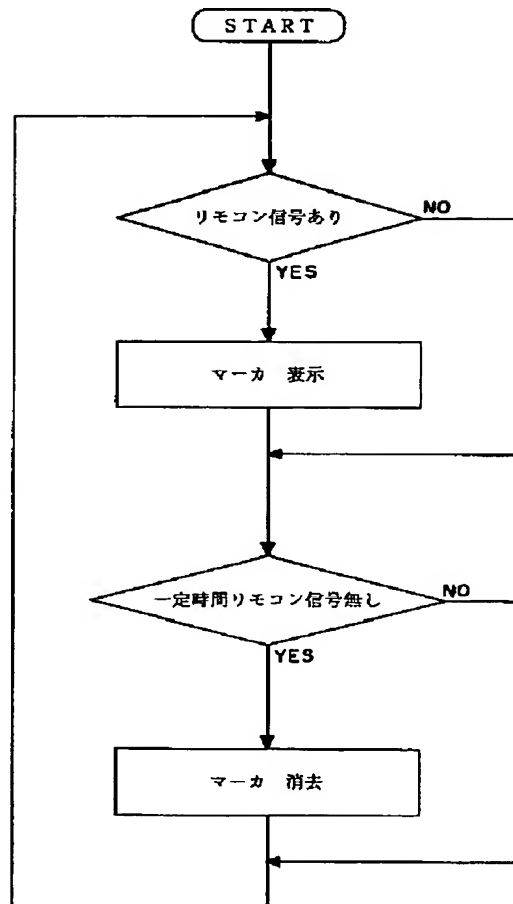 START
リモコン信号あり
NO
YES
マーカ 表示
一定時間リモコン信号無し
NO
YES
マーカ 消去